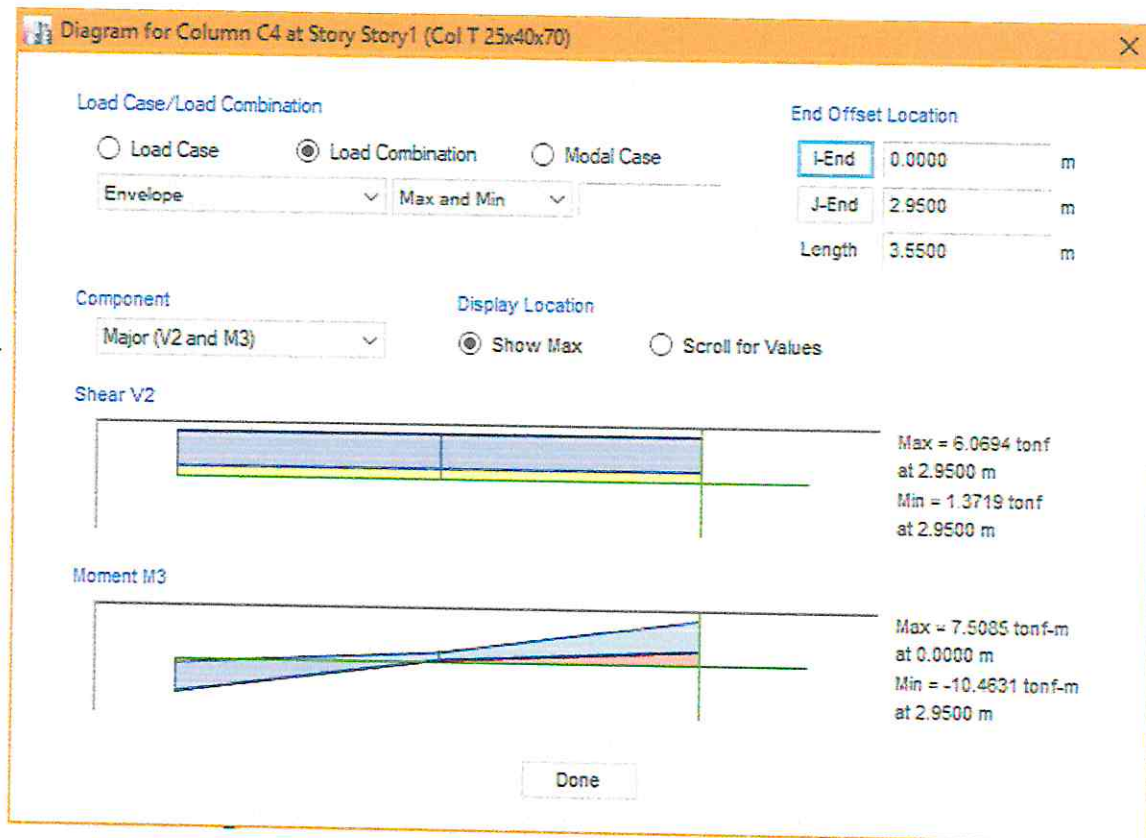 Diagram for Column C4 at Story Story1 (Col T 25x40x70)
Load Case/Load Combination
Load Case
Load Combination
Modal Case
Envelope
Max and Min
End Offset Location
I-End
0.0000
m
J-End
2.9500
m
Length
3.5500
m
Component
Major (V2 and M3)
Display Location
Show Max
Scroll for Values
Shear V2
Max = 6.0694 tonf
at 2.9500 m
Min = 1.3719 tonf
at 2.9500 m
Moment M3
Max = 7.5085 tonf-m
at 0.0000 m
Min = -10.4631 tonf-m
at 2.9500 m
Done